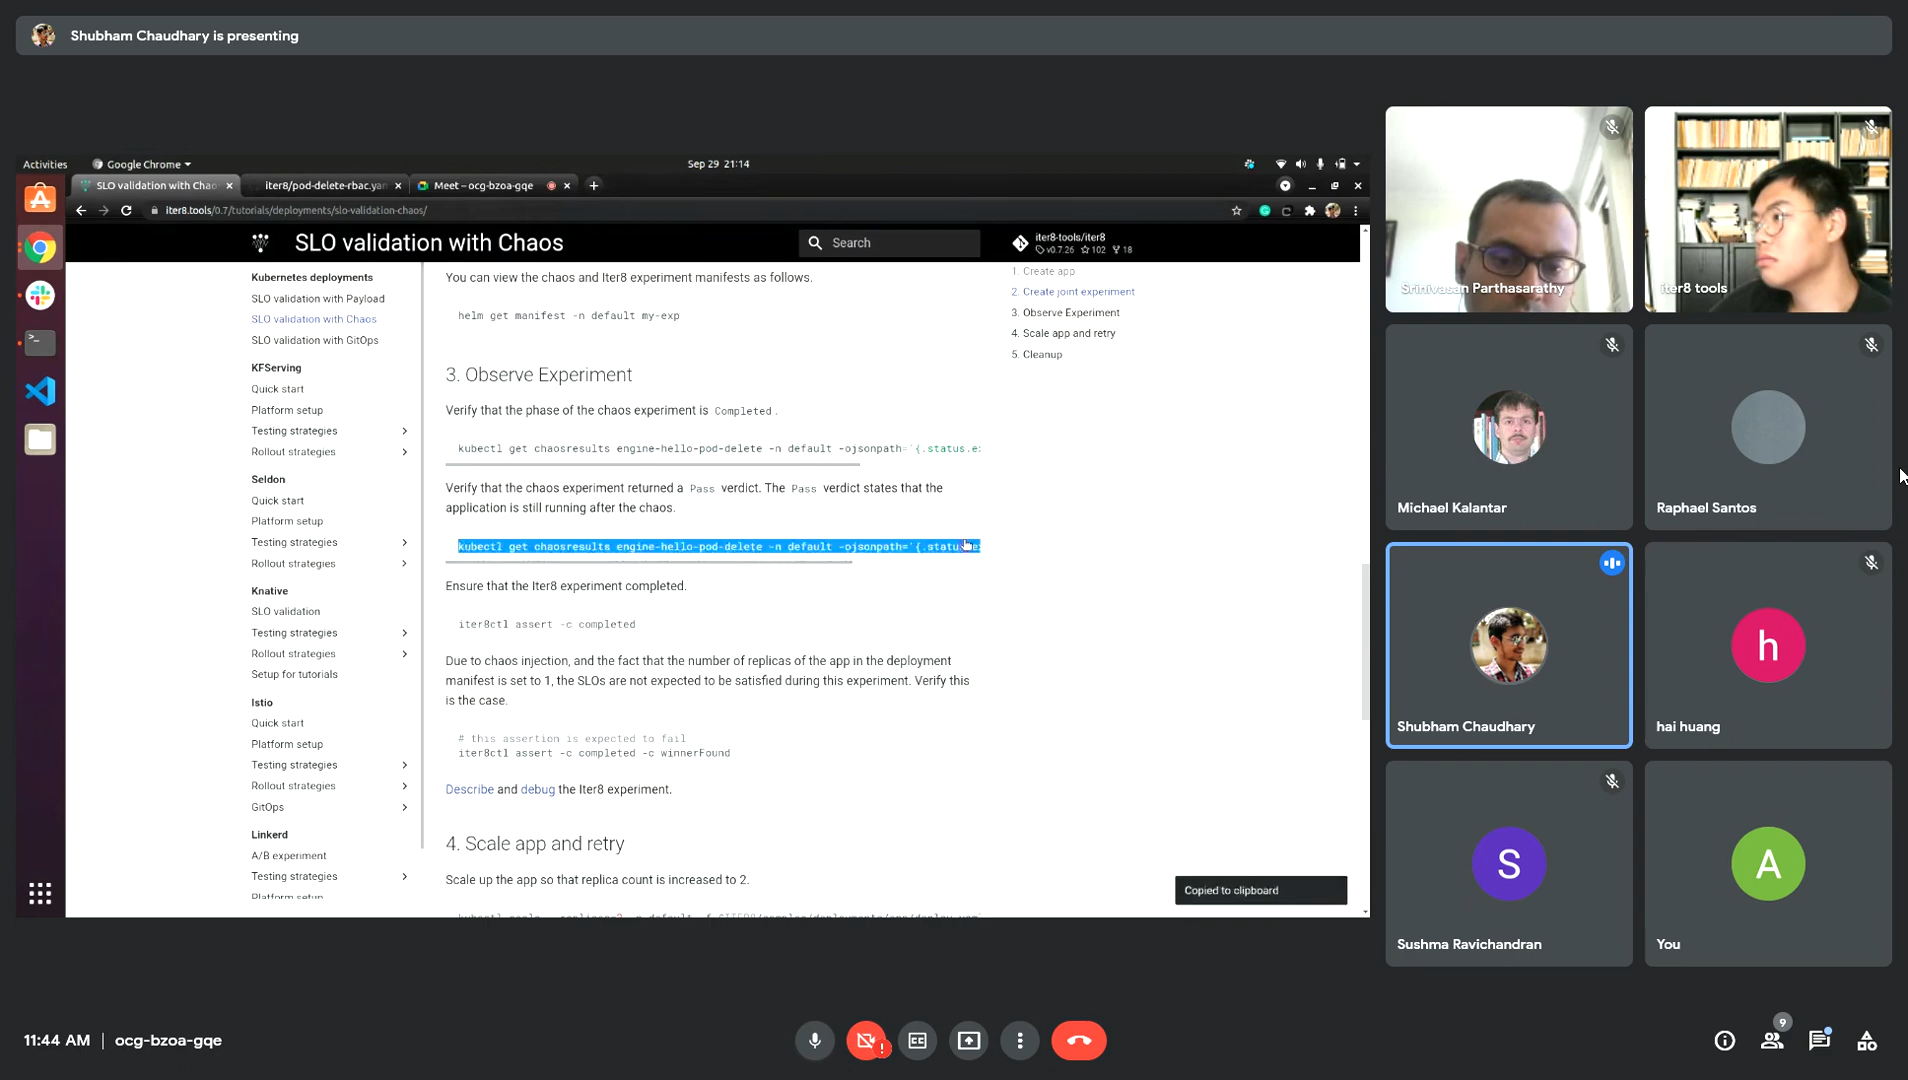 Shubham Chaudhary is presenting
Activities
Google Chrome
Sep 29 21:14
SLO validation with Chao
iter8/pod-delete-rbac.yam
Meet – ocg-bzoa-gqe
iter8.tools/0.7/tutorials/deployments/slo-validation-chaos/
SLO validation with Chaos
Search
iter8-tools/iter8
v0.7.26 102 18
Kubernetes deployments
SLO validation with Payload
SLO validation with Chaos
SLO validation with GitOps
KFServing
Quick start
Platform setup
Testing strategies
Rollout strategies
Seldon
Quick start
Platform setup
Testing strategies
Rollout strategies
Knative
SLO validation
Testing strategies
Rollout strategies
Setup for tutorials
Istio
Quick start
Platform setup
Testing strategies
Rollout strategies
GitOps
Linkerd
A/B experiment
Testing strategies
Platform setup
You can view the chaos and Iter8 experiment manifests as follows.
helm get manifest -n default my-exp
3. Observe Experiment
Verify that the phase of the chaos experiment is Completed.
kubectl get chaosresults engine-hello-pod-delete -n default -ojsonpath='{.status.ex
Verify that the chaos experiment returned a Pass verdict. The Pass verdict states that the
application is still running after the chaos.
kubectl get chaosresults engine-hello-pod-delete -n default -ojsonpath='{.status.ex
Ensure that the Iter8 experiment completed.
iter8ctl assert -c completed
Due to chaos injection, and the fact that the number of replicas of the app in the deployment
manifest is set to 1, the SLOs are not expected to be satisfied during this experiment. Verify this
is the case.
# this assertion is expected to fail
iter8ctl assert -c completed -c winnerFound
Describe and debug the Iter8 experiment.
4. Scale app and retry
Scale up the app so that replica count is increased to 2.
1. Create app
2. Create joint experiment
3. Observe Experiment
4. Scale app and retry
5. Cleanup
Copied to clipboard
Srinivasan Parthasarathy
iter8 tools
Michael Kalantar
Raphael Santos
Shubham Chaudhary
h
hai huang
S
Sushma Ravichandran
A
You
11:44 AM | ocg-bzoa-gqe
9